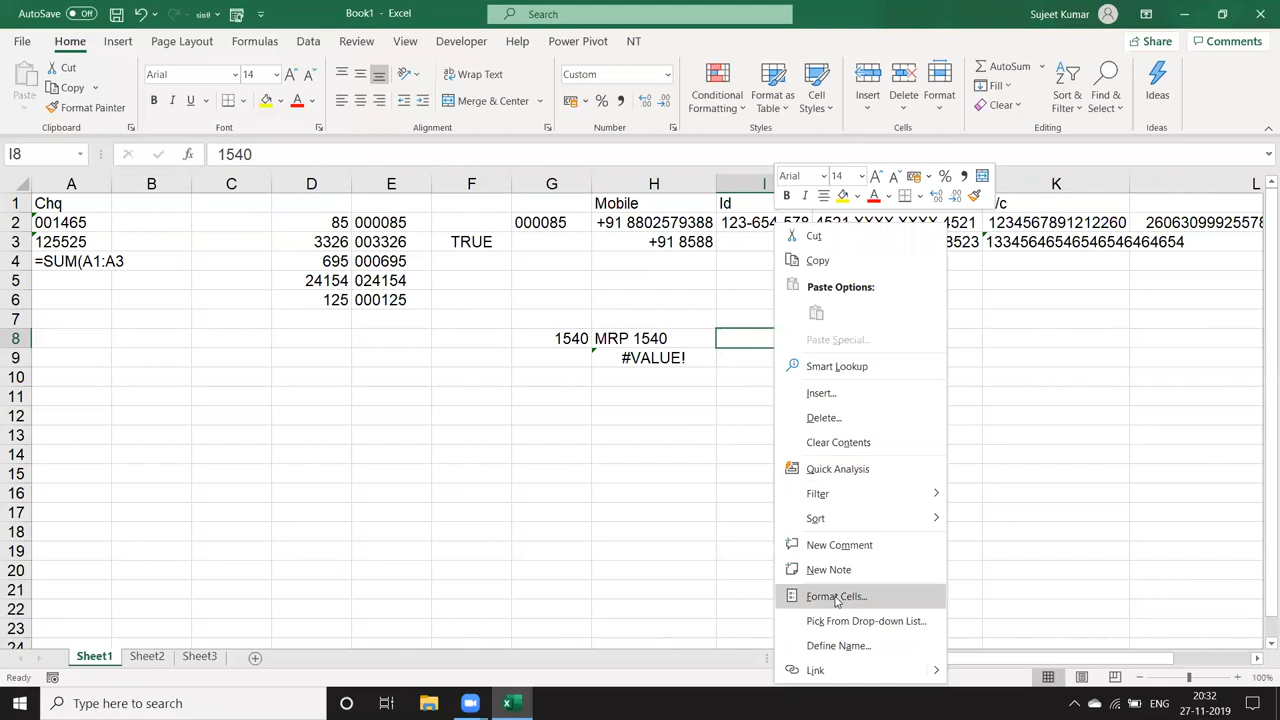 AutoSave Off sin Book1 - Excel Search Sujeet Kumar
File Home Insert Page Layout Formulas Data Review View Developer Help Power Pivot NT Share Comments
Paste Cut Copy Format Painter Clipboard
Arial 14 B I U A Font
Wrap Text Merge & Center Alignment
Custom % Number
Conditional Formatting Format as Table Cell Styles Styles
Insert Delete Format Cells
AutoSum Fill Clear Sort & Filter Find & Select Editing
Ideas Ideas
I8 fx 1540
Arial 14 A A %
B I A
A B C D E F G H I K L
1 Chq Mobile Id /c
2 001465 85 000085 000085 +91 8802579388 123-654-578 4521 XXXX XXXX 4521 1234567891212260 26063099925578
3 125525 3326 003326 TRUE +91 8588 3523 13345646546546546464654
4 =SUM(A1:A3 695 000695
5 24154 024154
6 125 000125
7
8 1540 MRP 1540
9 #VALUE!
10
11
12
13
14
15
16
17
18
19
20
21
22
23
24
Cut
Copy
Paste Options:
Paste Special...
Smart Lookup
Insert...
Delete...
Clear Contents
Quick Analysis
Filter
Sort
New Comment
New Note
Format Cells...
Pick From Drop-down List...
Define Name...
Link
Sheet1 Sheet2 Sheet3
Ready 100%
Type here to search ENG 20:32
27-11-2019